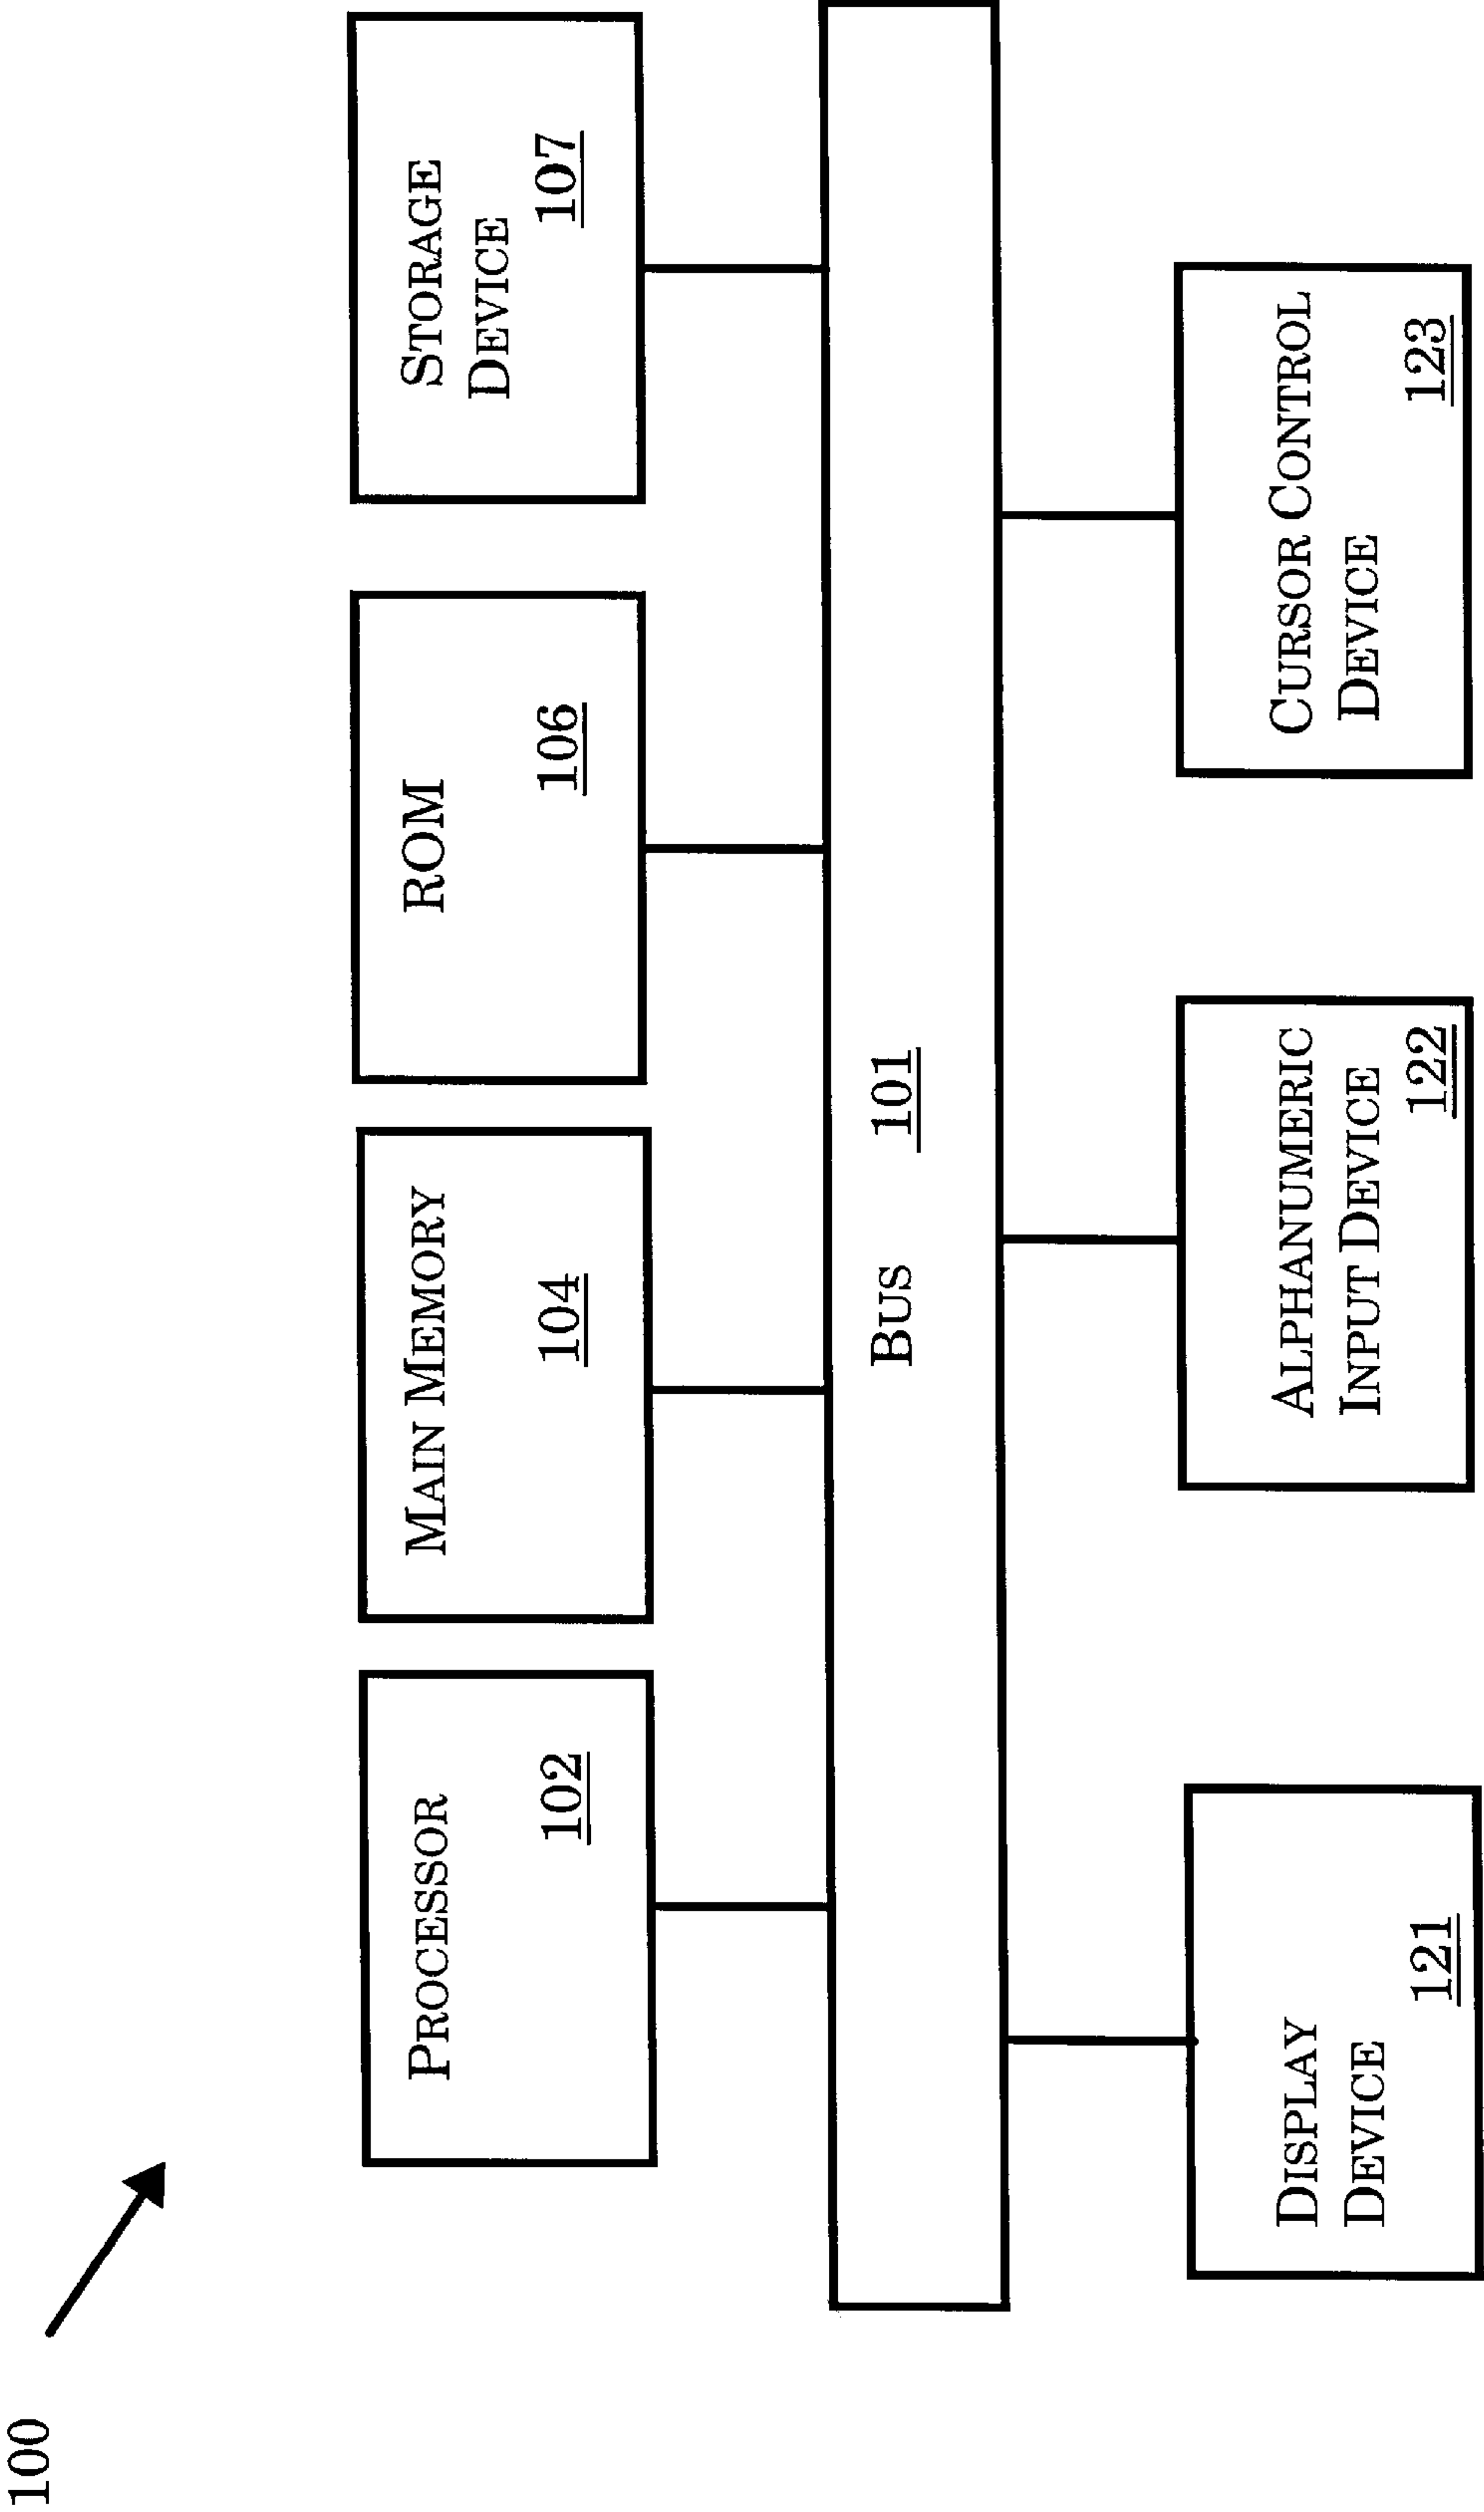 100
PROCESSOR
102
MAIN MEMORY
104
ROM
106
STORAGE
DEVICE
107
BUS 101
DISPLAY
DEVICE
121
ALPHANUMERIC
INPUT DEVICE
122
CURSOR CONTROL
DEVICE
123